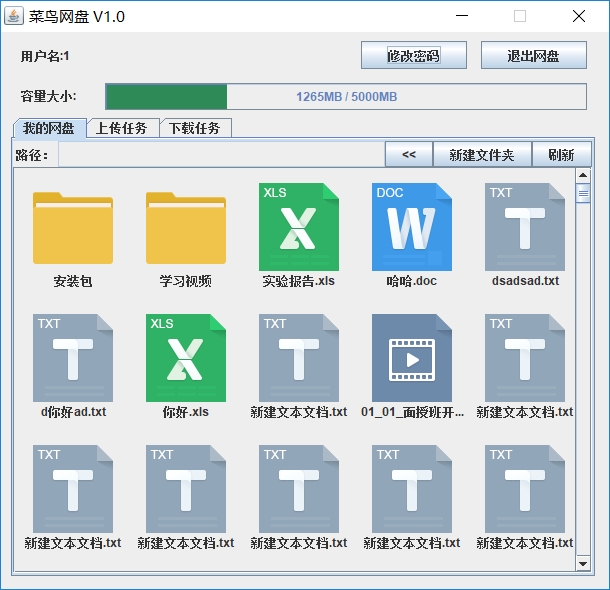 菜鸟网盘 V1.0
用户名:1
修改密码
退出网盘
容量大小:
1265MB / 5000MB
我的网盘
上传任务
下载任务
路径：
<<
新建文件夹
刷新
XLS
DOC
TXT
安装包
学习视频
实验报告.xls
哈哈.doc
dsadsad.txt
TXT
XLS
TXT
TXT
d你好ad.txt
你好.xls
新建文本文档.txt
01_01_面授班开...
新建文本文档.txt
TXT
TXT
TXT
TXT
TXT
新建文本文档.txt
新建文本文档.txt
新建文本文档.txt
新建文本文档.txt
新建文本文档.txt